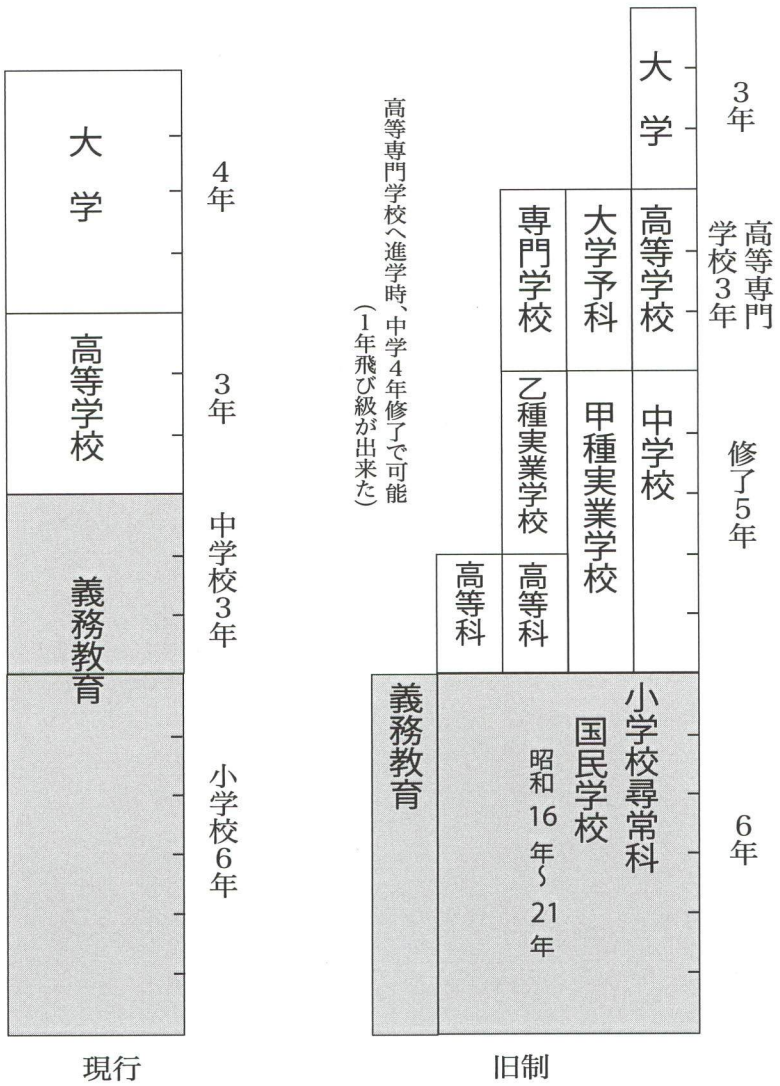 大学
3年
高等学校
大学予科
専門学校
高等専門
学校3年
中学校
甲種実業学校
乙種実業学校
高等科
高等科
修了5年
小学校尋常科
国民学校
昭和16年〜21年
義務教育
6年
旧制
高等専門学校へ進学時、中学4年修了で可能
(1年飛び級が出来た)
大学
4年
高等学校
3年
義務教育
中学校3年
小学校6年
現行